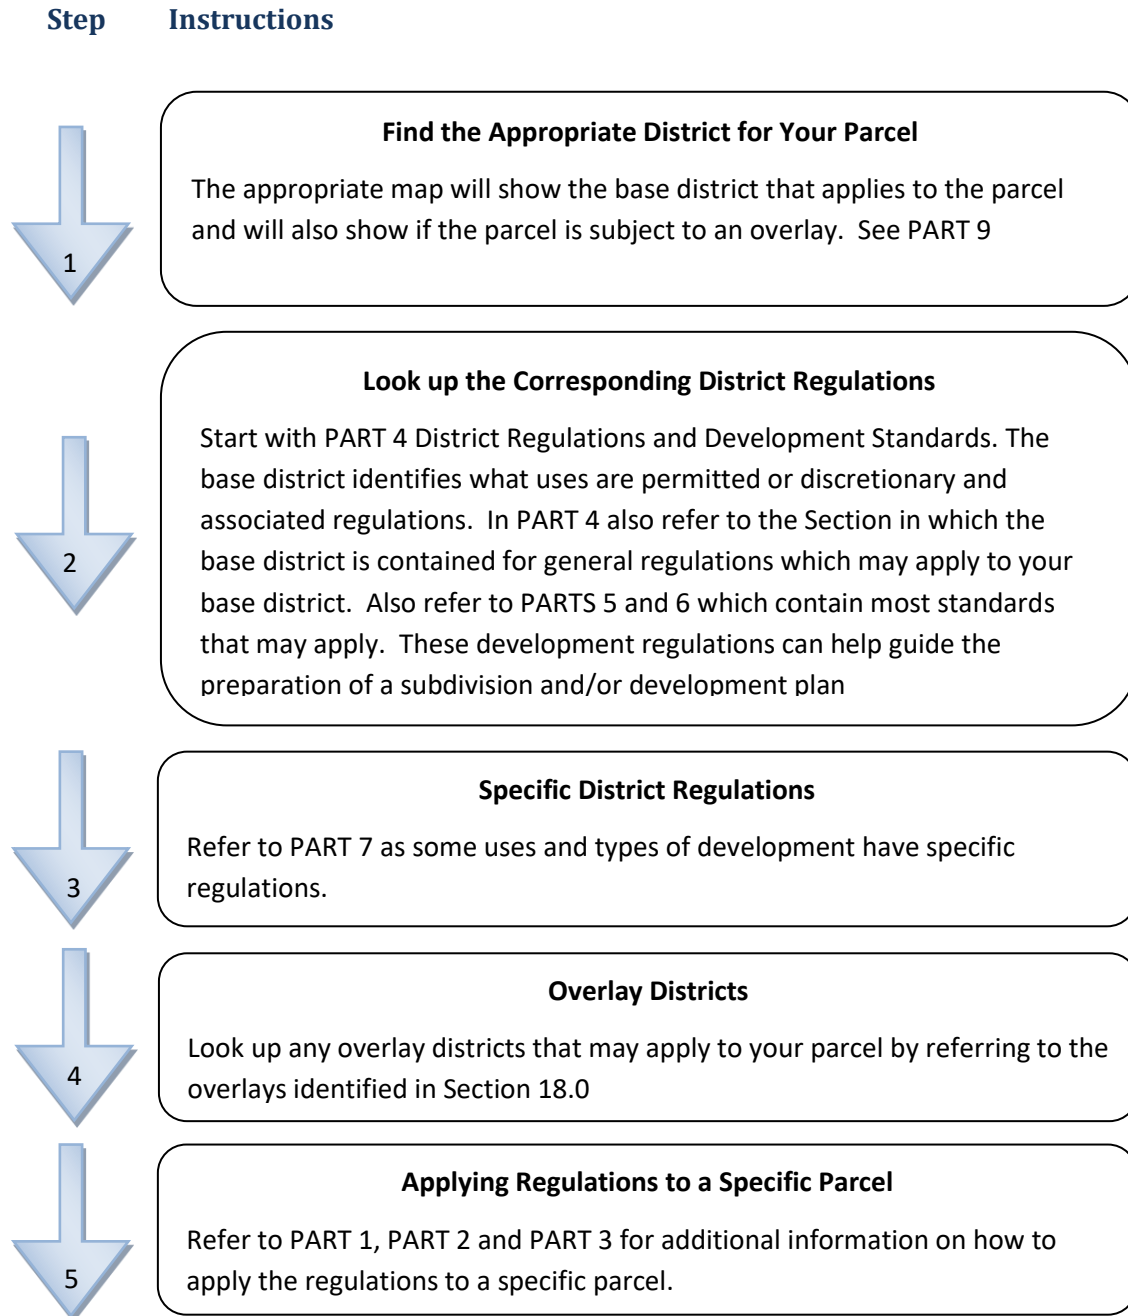 Step Instructions
Find the Appropriate District for Your Parcel
The appropriate map will show the base district that applies to the parcel
and will also show if the parcel is subject to an overlay.  See PART 9
1
Look up the Corresponding District Regulations
Start with PART 4 District Regulations and Development Standards. The
base district identifies what uses are permitted or discretionary and
associated regulations.  In PART 4 also refer to the Section in which the
base district is contained for general regulations which may apply to your
base district.  Also refer to PARTS 5 and 6 which contain most standards
that may apply.  These development regulations can help guide the
preparation of a subdivision and/or development plan
2
Specific District Regulations
Refer to PART 7 as some uses and types of development have specific
regulations.
3
Overlay Districts
Look up any overlay districts that may apply to your parcel by referring to the
overlays identified in Section 18.0
4
Applying Regulations to a Specific Parcel
Refer to PART 1, PART 2 and PART 3 for additional information on how to
apply the regulations to a specific parcel.
5